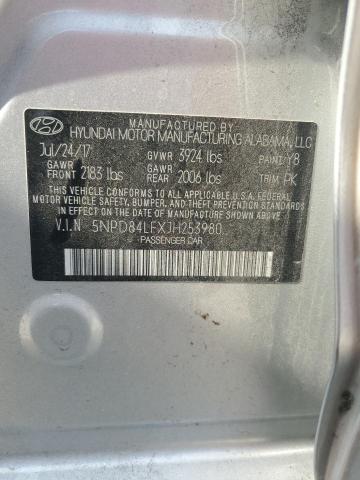 MANUFACTURED BY
HYUNDAI MOTOR MANUFACTURING ALABAMA, LLC
Jul/24/17 GVWR 3924 lbs PAINT Y8
GAWR FRONT 2183 lbs GAWR REAR 2006 lbs TRIM PK
THIS VEHICLE CONFORMS TO ALL APPLICABLE U.S.A. FEDERAL
MOTOR VEHICLE SAFETY, BUMPER, AND THEFT PREVENTION
STANDARDS IN EFFECT ON THE DATE OF MANUFACTURE SHOWN
ABOVE.
V.I.N 5NPD84LFXJH253980
PASSENGER CAR